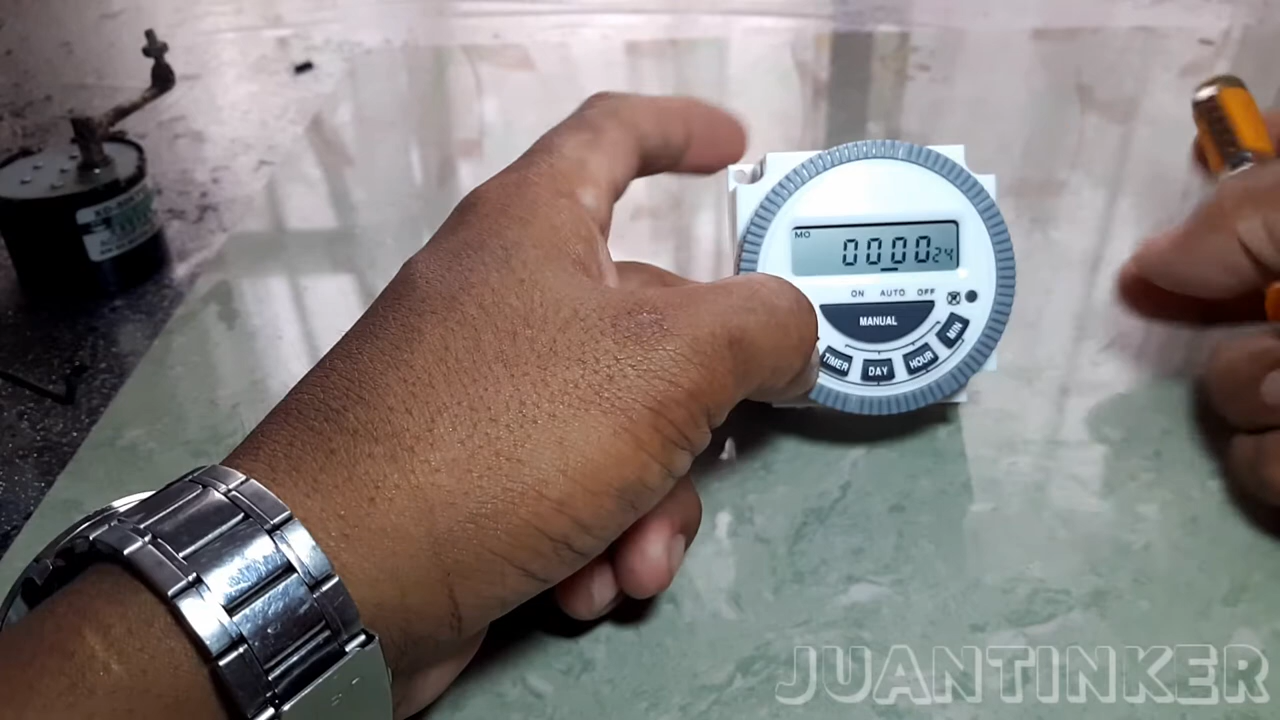 MO
0000 24
ON AUTO OFF
MANUAL
TIMER DAY HOUR MIN
JUANTINKER